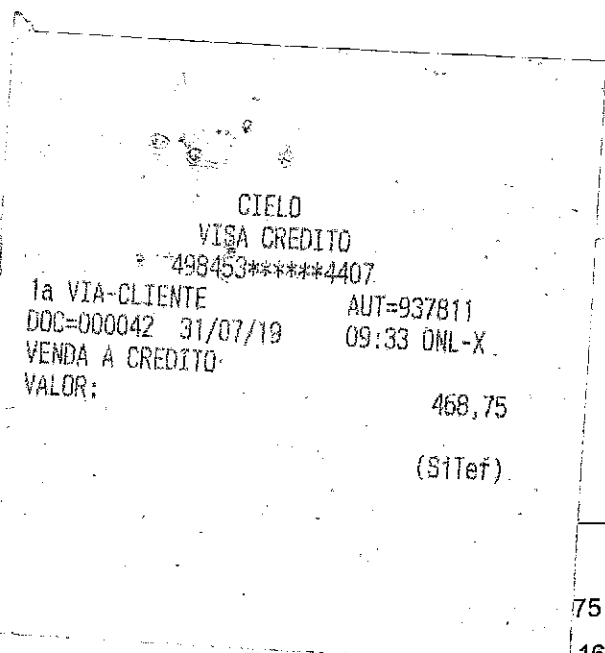 CIELO
VISA CREDITO
498453******4407
1a VIA-CLIENTE AUT=937811
DOC=000042 31/07/19 09:33 ONL-X
VENDA A CREDITO
VALOR: 468,75
(SiTef)
75
16